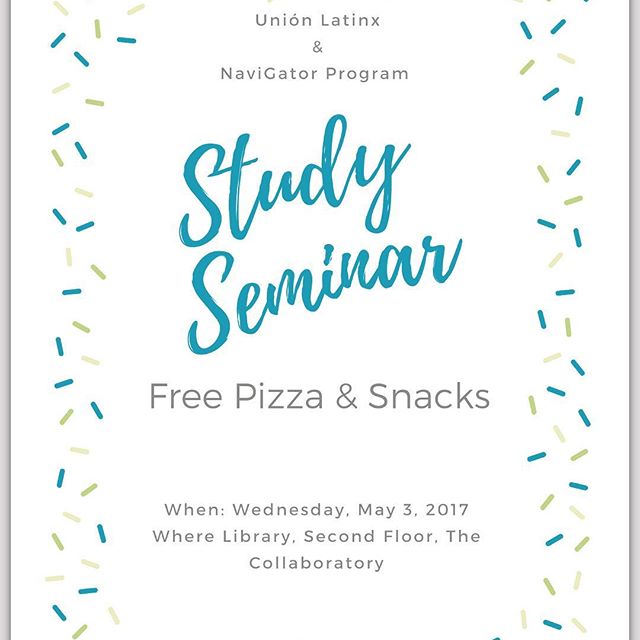 Unión Latinx
&
NaviGator Program
Study
Seminar
Free Pizza & Snacks
When: Wednesday, May 3, 2017
Where Library, Second Floor, The
Collaboratory